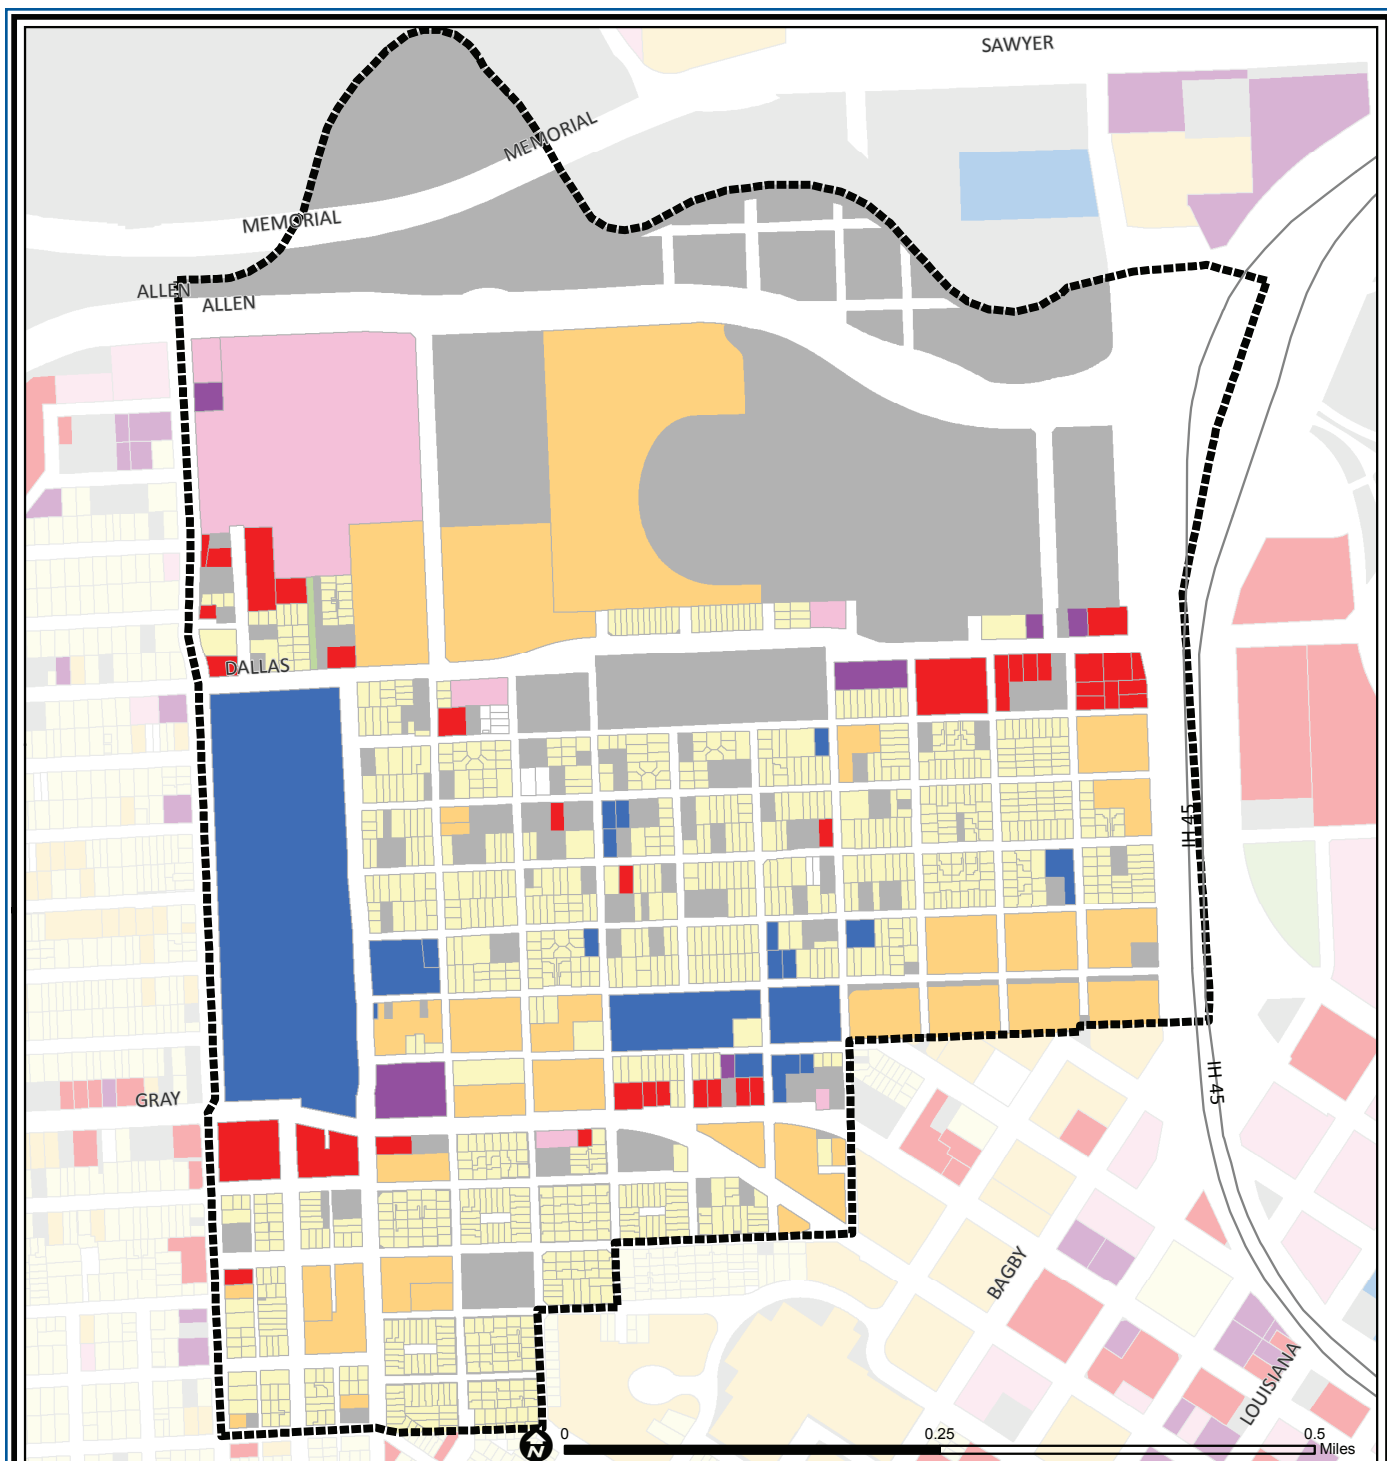 SAWYER
MEMORIAL
MEMORIAL
ALLEN
ALLEN
DALLAS
IH 45
IH 45
GRAY
BAGBY
LOUISIANA
N
0
0.25
0.5
Miles